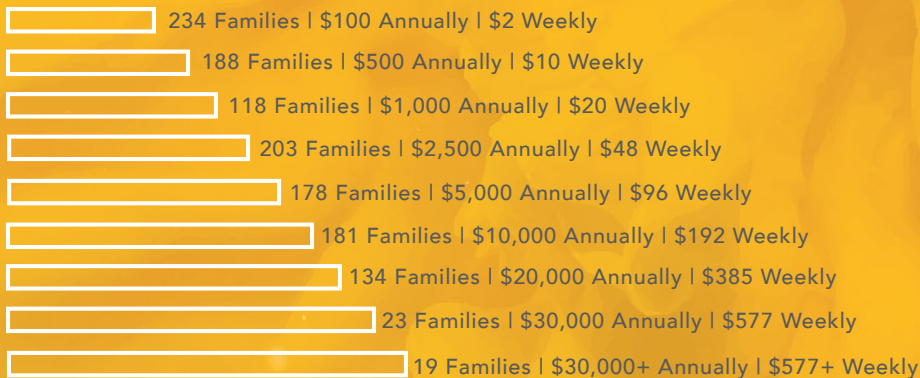 234 Families | $100 Annually | $2 Weekly
188 Families | $500 Annually | $10 Weekly
118 Families | $1,000 Annually | $20 Weekly
203 Families | $2,500 Annually | $48 Weekly
178 Families | $5,000 Annually | $96 Weekly
181 Families | $10,000 Annually | $192 Weekly
134 Families | $20,000 Annually | $385 Weekly
23 Families | $30,000 Annually | $577 Weekly
19 Families | $30,000+ Annually | $577+ Weekly